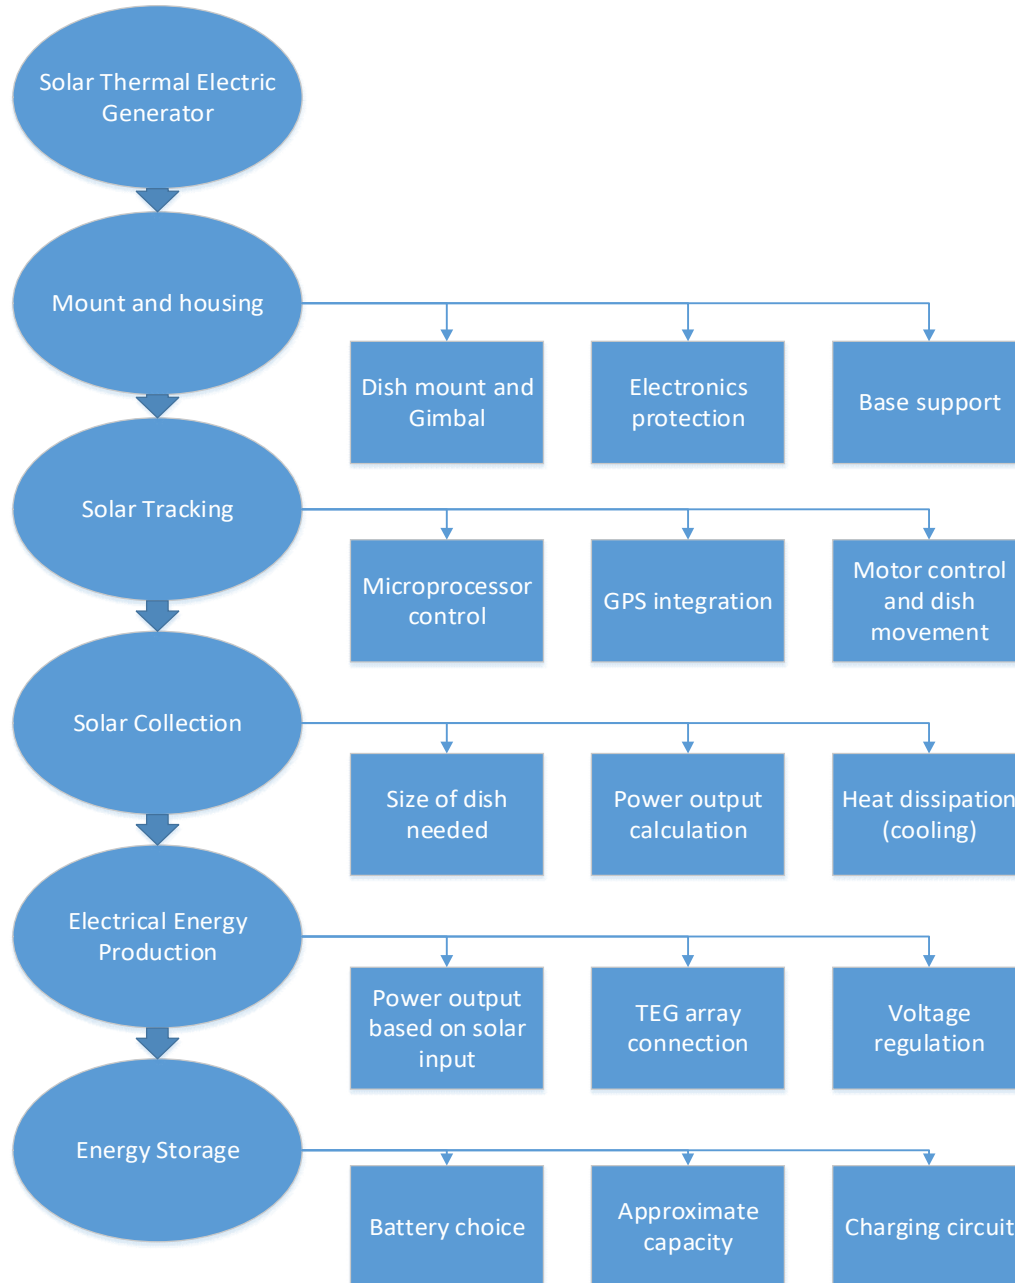 Solar Thermal Electric
Generator
Mount and housing
Dish mount and
Gimbal
Electronics
protection
Base support
Solar Tracking
Microprocessor
control
GPS integration
Motor control
and dish
movement
Solar Collection
Size of dish
needed
Power output
calculation
Heat dissipation
(cooling)
Electrical Energy
Production
Power output
based on solar
input
TEG array
connection
Voltage
regulation
Energy Storage
Battery choice
Approximate
capacity
Charging circuit